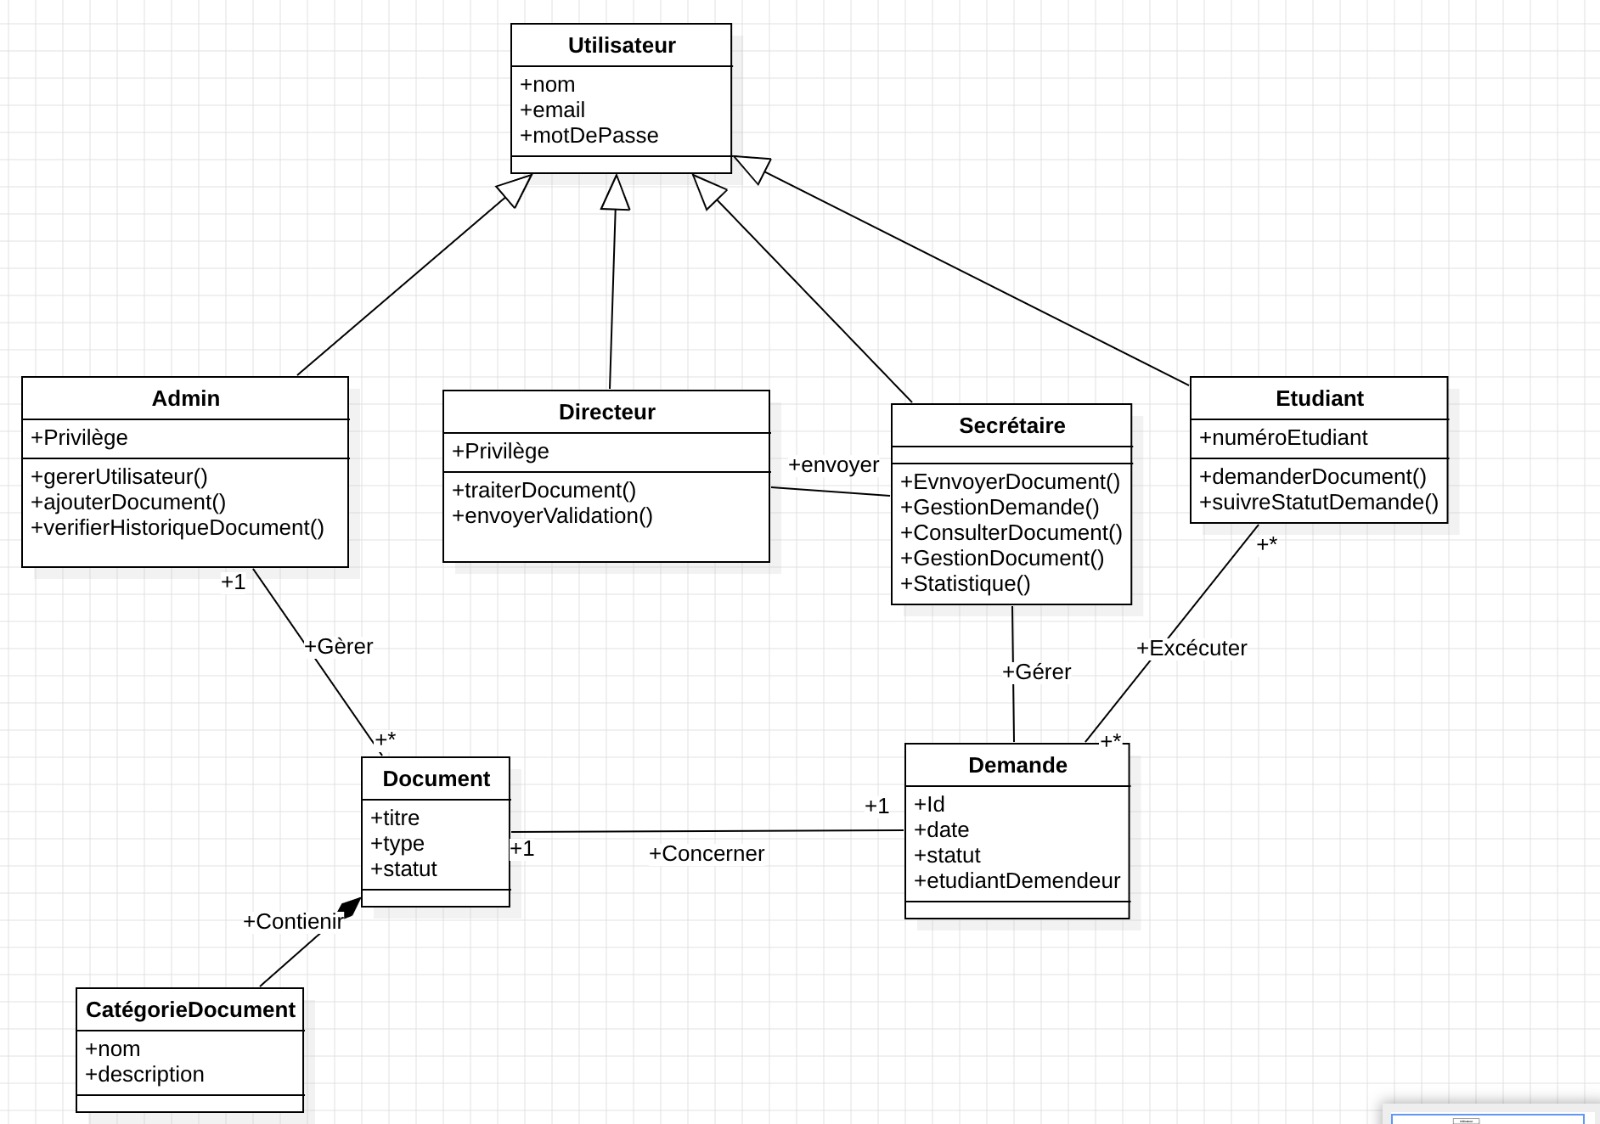 Utilisateur
+nom
+email
+motDePasse
Admin
+Privilège
+gererUtilisateur()
+ajouterDocument()
+verifierHistoriqueDocument()
Directeur
+Privilège
+traiterDocument()
+envoyerValidation()
+envoyer
Secrétaire
+EvnvoyerDocument()
+GestionDemande()
+ConsulterDocument()
+GestionDocument()
+Statistique()
Etudiant
+numéroEtudiant
+demanderDocument()
+suivreStatutDemande()
+1
+Gèrer
+*
+Gérer
+*
+Excécuter
+*
Document
+titre
+type
+statut
+1
+Concerner
+1
Demande
+Id
+date
+statut
+etudiantDemendeur
+Contienir
CatégorieDocument
+nom
+description